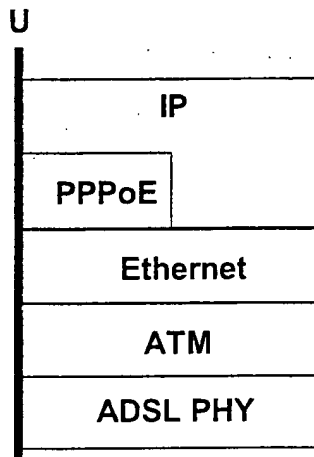 U
IP
PPPoE
Ethernet
ATM
ADSL PHY